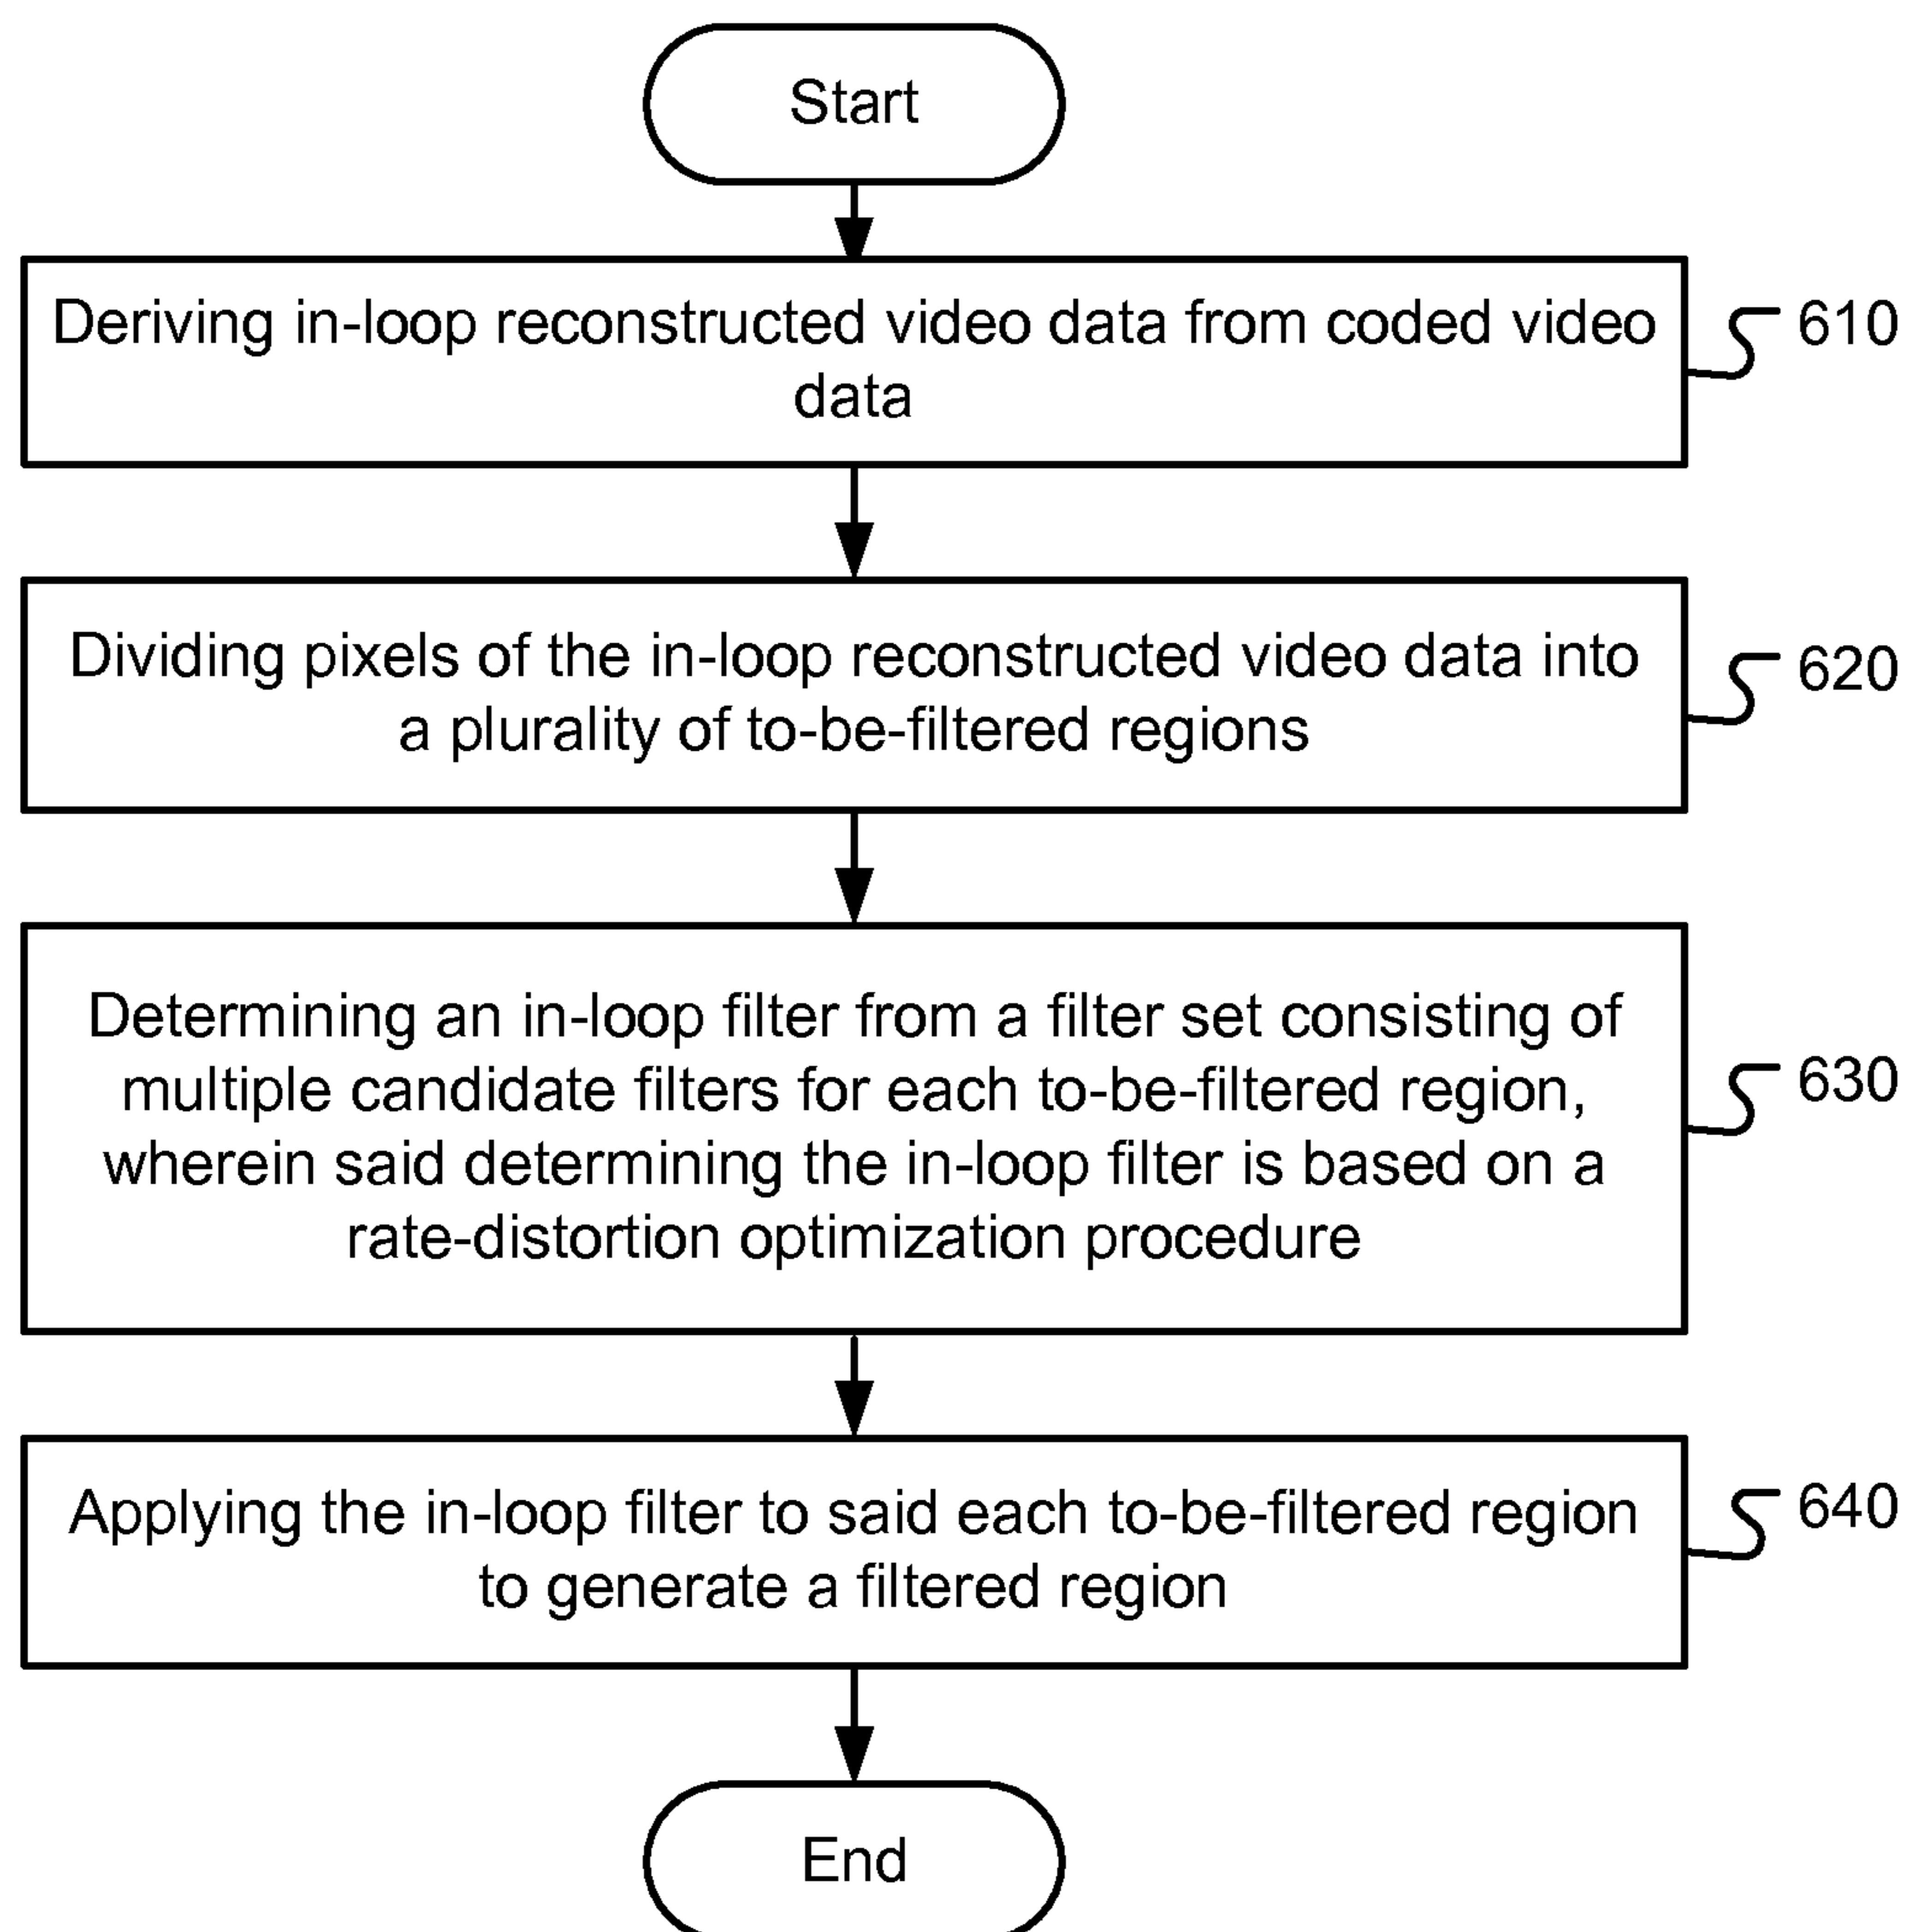 Start
Deriving in-loop reconstructed video data from coded video
data
610
Dividing pixels of the in-loop reconstructed video data into
a plurality of to-be-filtered regions
620
Determining an in-loop filter from a filter set consisting of
multiple candidate filters for each to-be-filtered region,
wherein said determining the in-loop filter is based on a
rate-distortion optimization procedure
630
Applying the in-loop filter to said each to-be-filtered region
to generate a filtered region
640
End